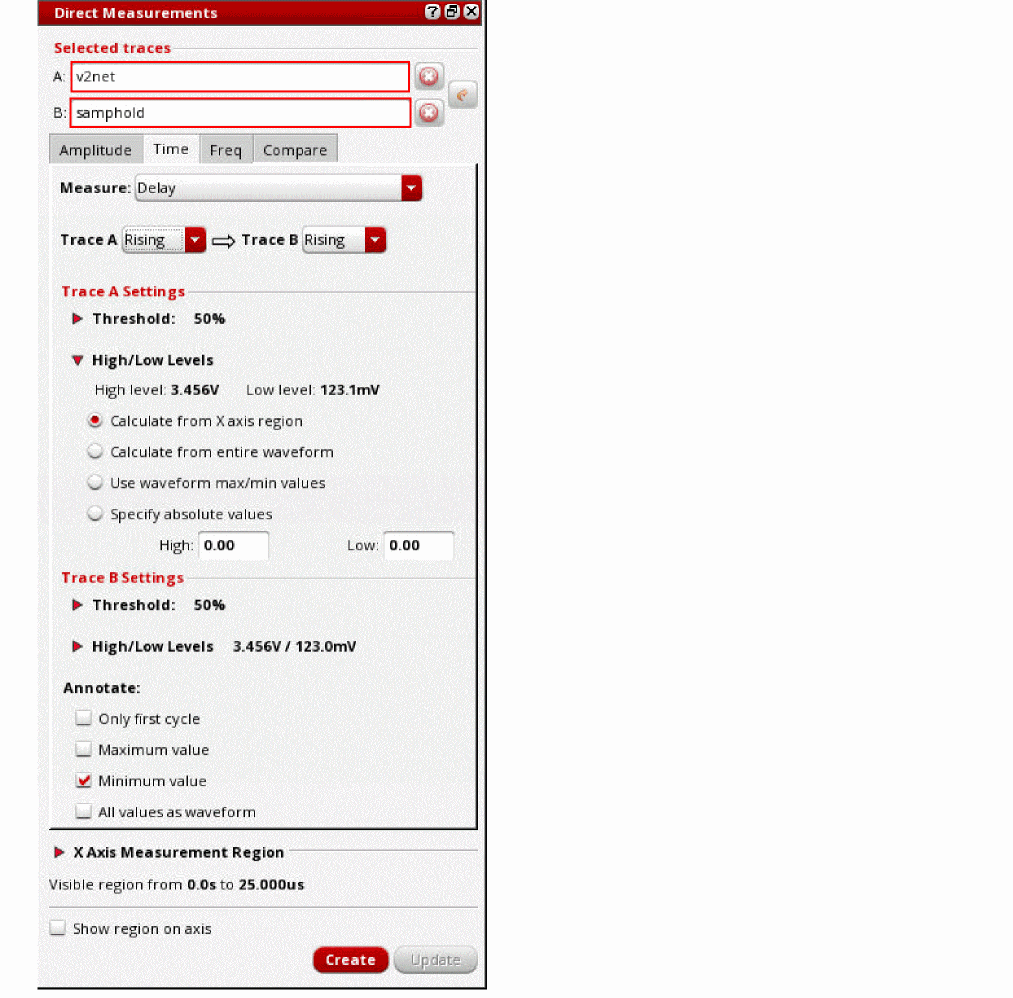 Direct Measurements
Selected traces
A: v2net
B: samphold
Amplitude Time Freq Compare
Measure: Delay
Trace A Rising Trace B Rising
Trace A Settings
Threshold: 50%
High/Low Levels
High level: 3.456V Low level: 123.1mV
Calculate from X axis region
Calculate from entire waveform
Use waveform max/min values
Specify absolute values
High: 0.00 Low: 0.00
Trace B Settings
Threshold: 50%
High/Low Levels 3.456V / 123.0mV
Annotate:
Only first cycle
Maximum value
Minimum value
All values as waveform
X Axis Measurement Region
Visible region from 0.0s to 25.000us
Show region on axis
Create Update